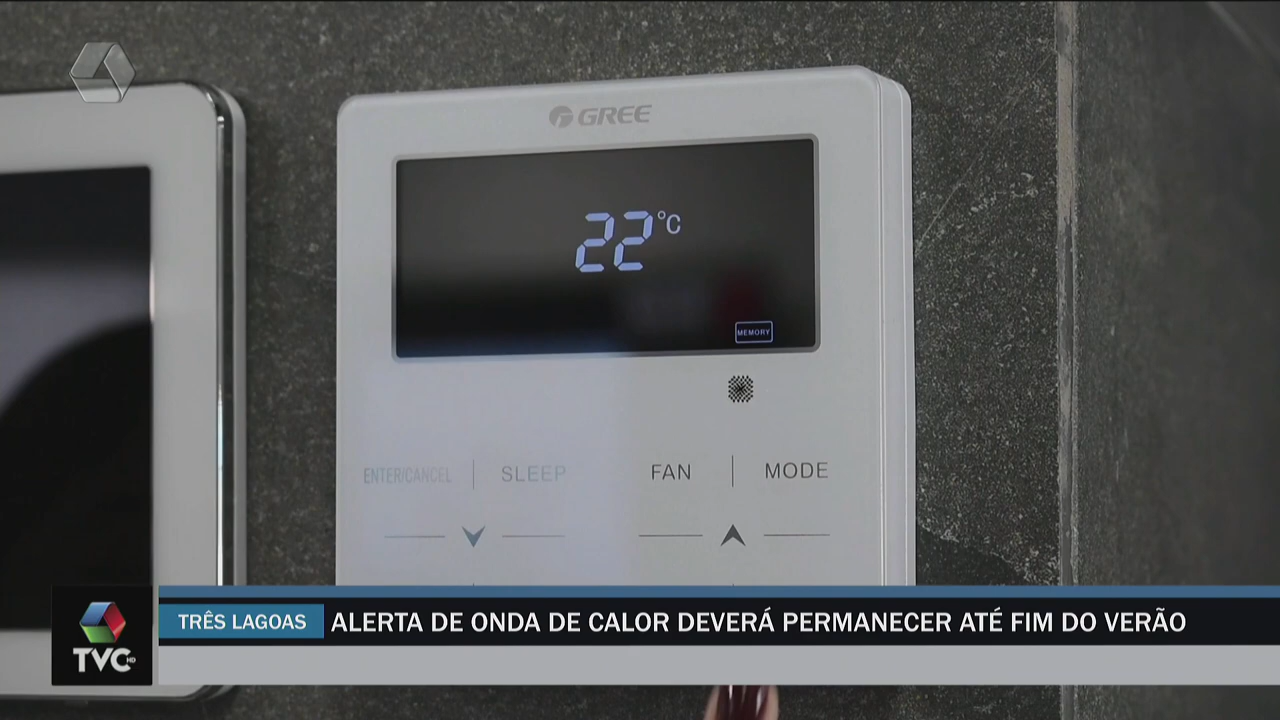 GREE
22°C
MEMORY
ENTER/CANCEL SLEEP FAN MODE
TRÊS LAGOAS ALERTA DE ONDA DE CALOR DEVERÁ PERMANECER ATÉ FIM DO VERÃO
TVC HD